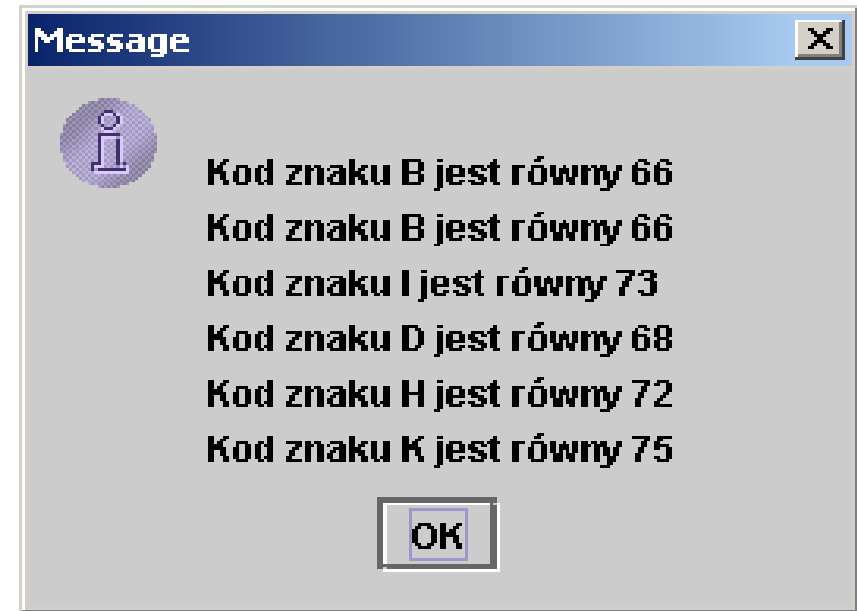 Message
Kod znaku B jest równy 66
Kod znaku B jest równy 66
Kod znaku I jest równy 73
Kod znaku D jest równy 68
Kod znaku H jest równy 72
Kod znaku K jest równy 75
OK